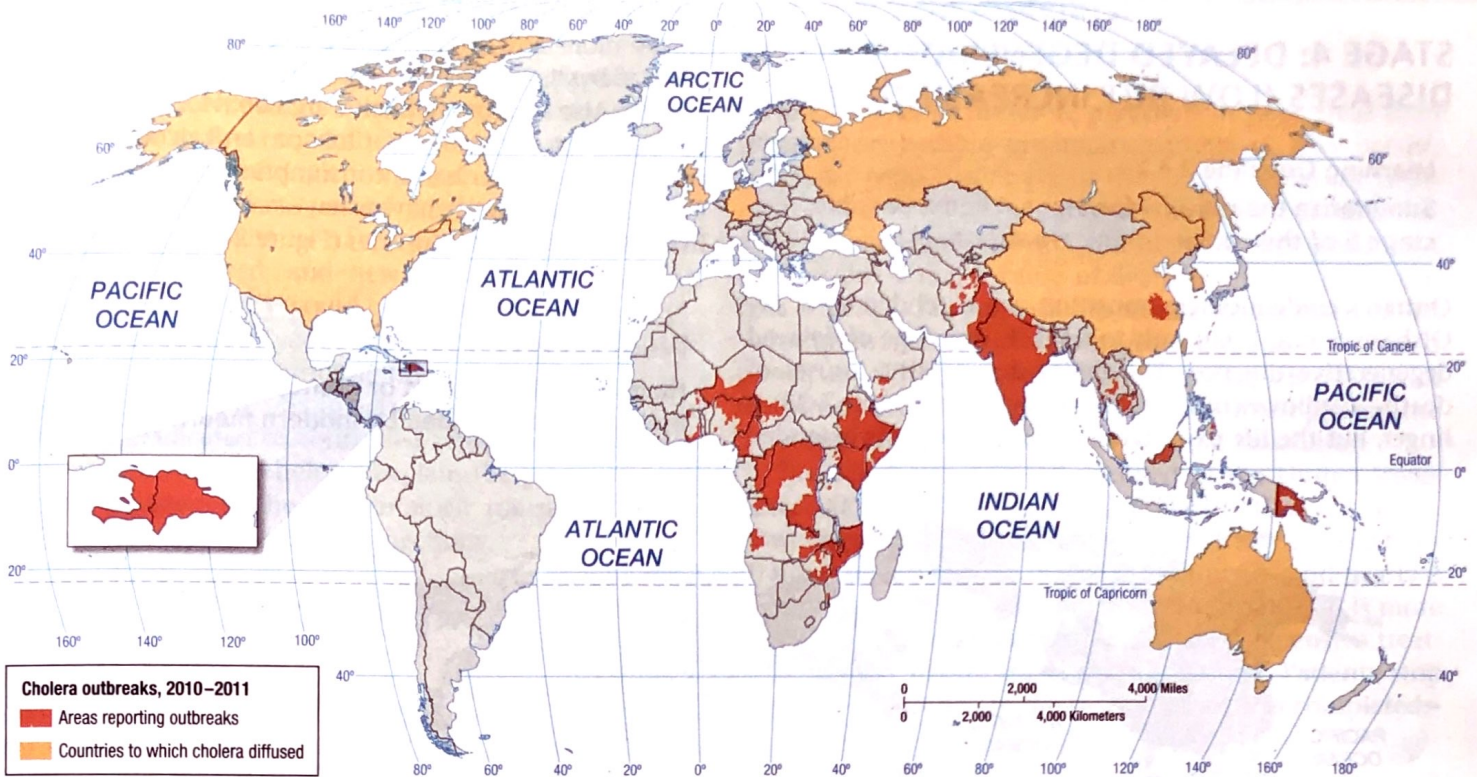 160° 140° 120° 100° 80° 60° 40° 20° 0° 20° 40° 60° 80° 100° 120° 140° 160° 180°
80°
80°
ARCTIC
OCEAN
60°
60°
40°
40°
PACIFIC
OCEAN
ATLANTIC
OCEAN
Tropic of Cancer
20°
20°
PACIFIC
OCEAN
0°
Equator
0°
INDIAN
OCEAN
ATLANTIC
OCEAN
20°
Tropic of Capricorn
20°
160° 140° 120° 100°
40°
40°
0 2,000 4,000 Miles
0 2,000 4,000 Kilometers
Cholera outbreaks, 2010–2011
Areas reporting outbreaks
Countries to which cholera diffused
80° 60° 40° 20° 0° 20° 40° 60° 80° 100° 120° 140° 160° 180°